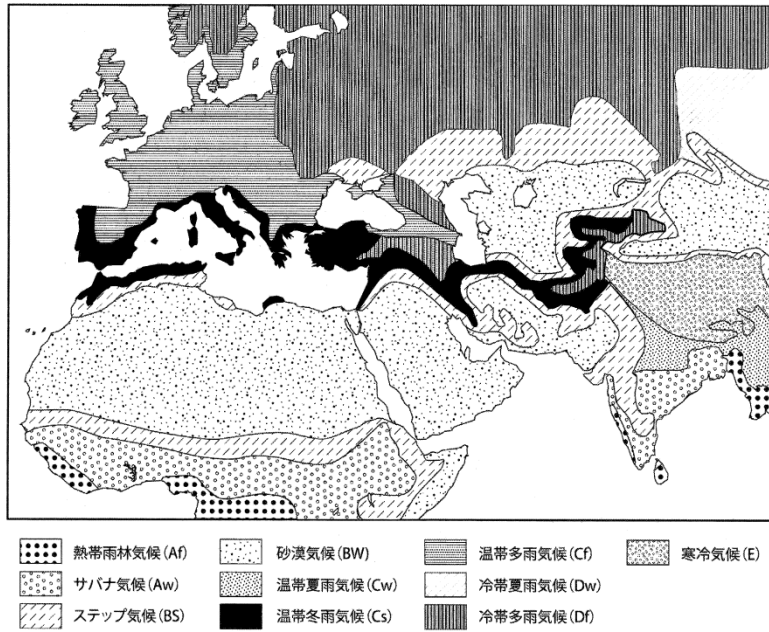 熱帯雨林気候(Af)
砂漠気候(BW)
温帯多雨気候(Cf)
寒冷気候(E)
サバナ気候(Aw)
温帯夏雨気候(Cw)
冷帯夏雨気候(Dw)
ステップ気候(BS)
温帯冬雨気候(Cs)
冷帯多雨気候(Df)